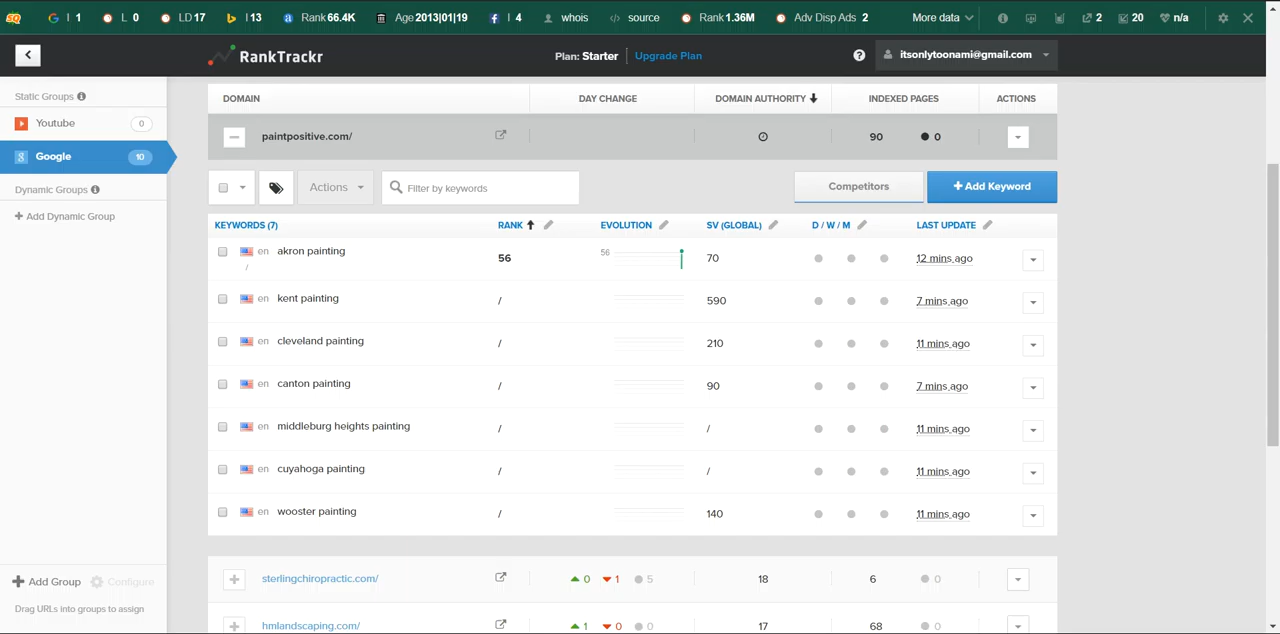 SQ I 1 L 0 LD 17 I 13 Rank 66.4K Age 2013|01|19 I 4 whois source Rank 1.36M Adv Disp Ads 2 More data 2 20 n/a
RankTrackr Plan: Starter Upgrade Plan itsonlytoonami@gmail.com
Static Groups
Youtube 0
Google 10
Dynamic Groups
Add Dynamic Group
DOMAIN DAY CHANGE DOMAIN AUTHORITY INDEXED PAGES ACTIONS
paintpositive.com/ 90 0
Actions Filter by keywords Competitors Add Keyword
KEYWORDS (7) RANK EVOLUTION SV (GLOBAL) D / W / M LAST UPDATE
en akron painting 56 56 70 12 mins ago
/
en kent painting / 590 7 mins ago
en cleveland painting / 210 11 mins ago
en canton painting / 90 7 mins ago
en middleburg heights painting / / 11 mins ago
en cuyahoga painting / / 11 mins ago
en wooster painting / 140 11 mins ago
sterlingchiropractic.com/ 0 1 5 18 6 0
hmlandscaping.com/ 1 0 0 17 68 0
Add Group Configure
Drag URLs into groups to assign